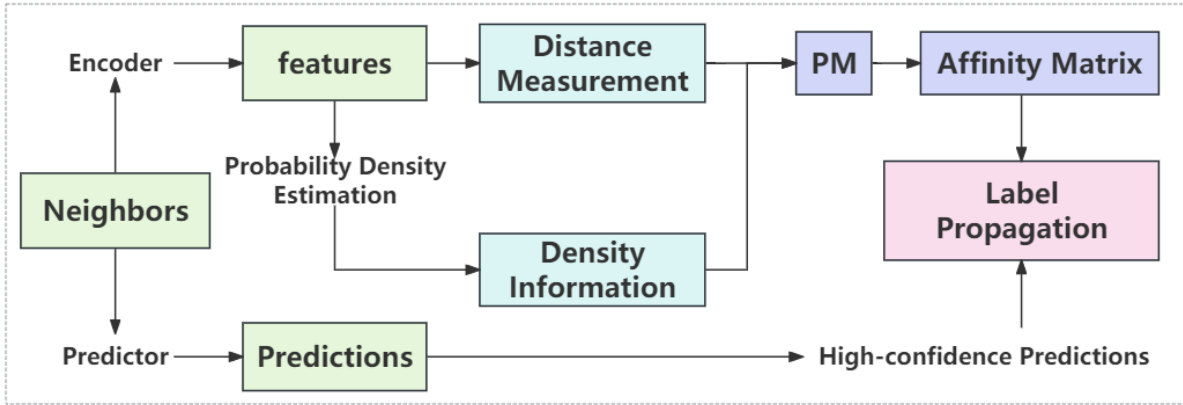 Encoder
features
Distance
Measurement
PM
Affinity Matrix
Probability Density
Estimation
Neighbors
Label
Propagation
Density
Information
Predictor
Predictions
High-confidence Predictions